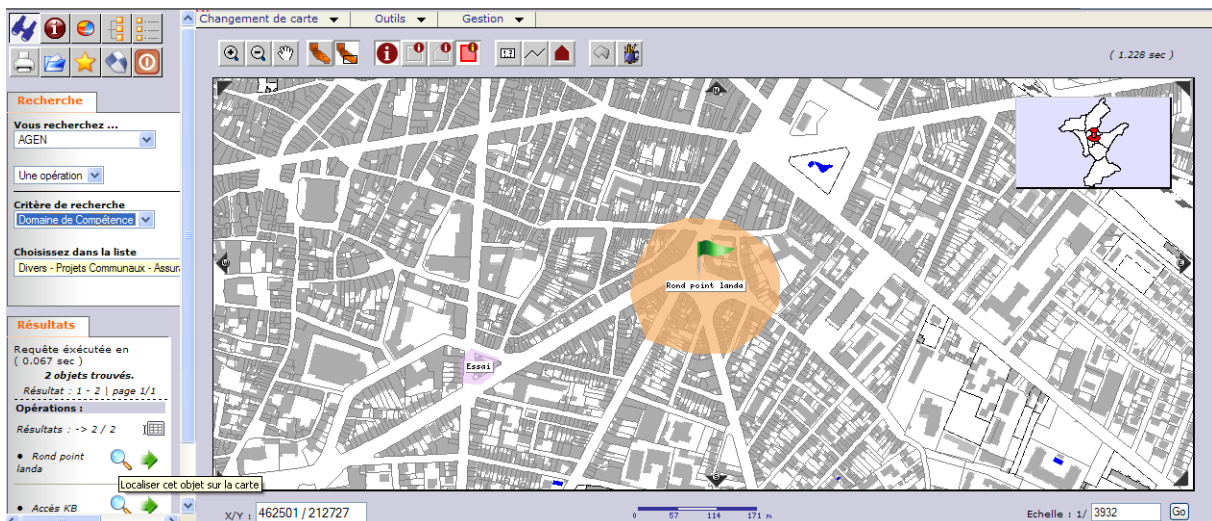 Changement de carte
Outils
Gestion
( 1.228 sec )
Recherche
Vous recherchez ...
AGEN
Une opération
Critère de recherche
Domaine de Compétence
Choisissez dans la liste
Divers - Projets Communaux - Assura
Résultats
Requête éxécutée en
( 0.067 sec )
2 objets trouvés.
Résultat : 1 - 2 | page 1/1
Opérations :
Résultats : -> 2 / 2
• Rond point
landa
Localiser cet objet sur la carte
• Accès KB
N
W
E
S
Rond point landa
Essai
X/Y : 462501 / 212727
0 57 114 171 m
Echelle : 1/ 3932
Go